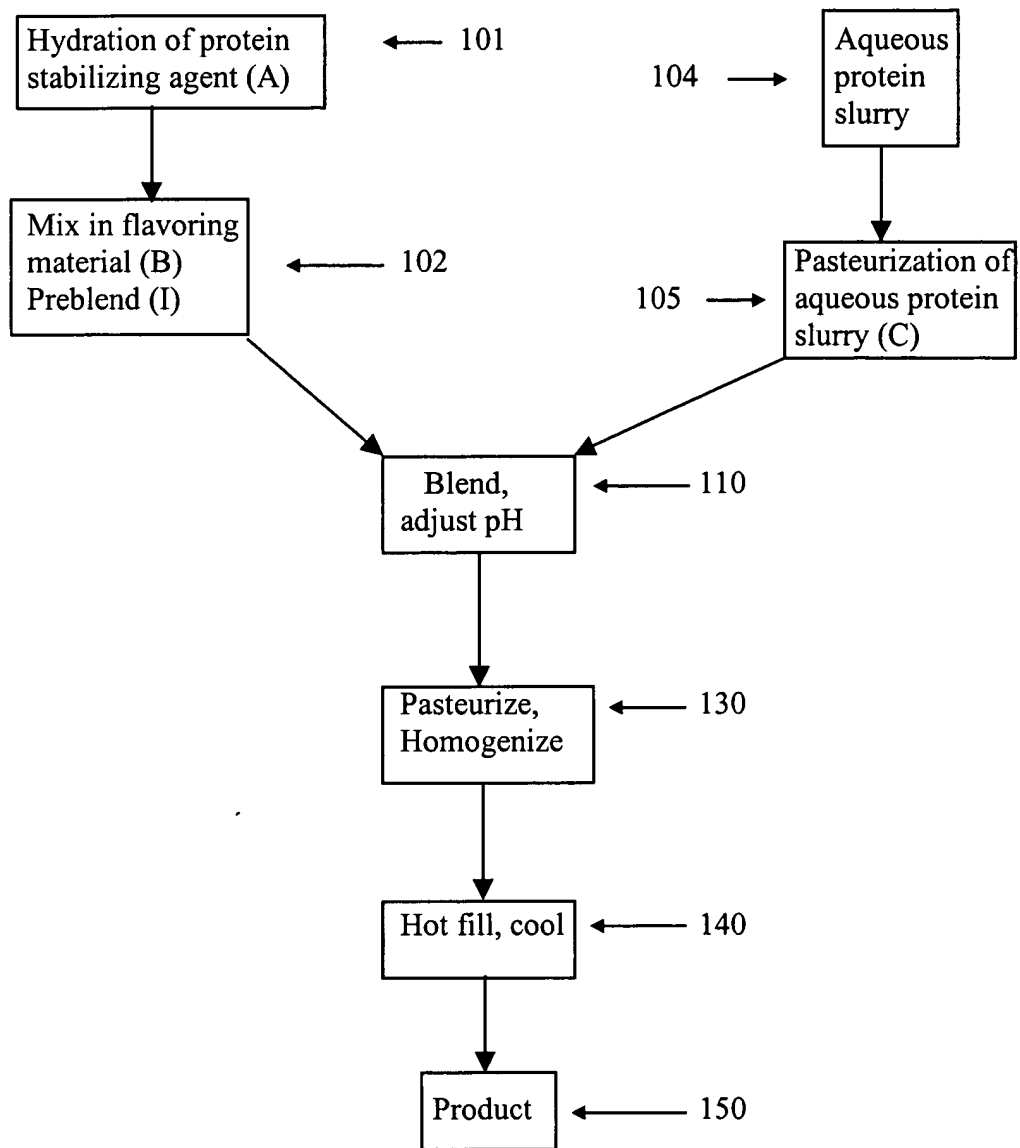 Hydration of protein
stabilizing agent (A)
101
104
Aqueous
protein
slurry
Mix in flavoring
material (B)
Preblend (I)
102
105
Pasteurization of
aqueous protein
slurry (C)
Blend,
adjust pH
110
Pasteurize,
Homogenize
130
Hot fill, cool
140
Product
150